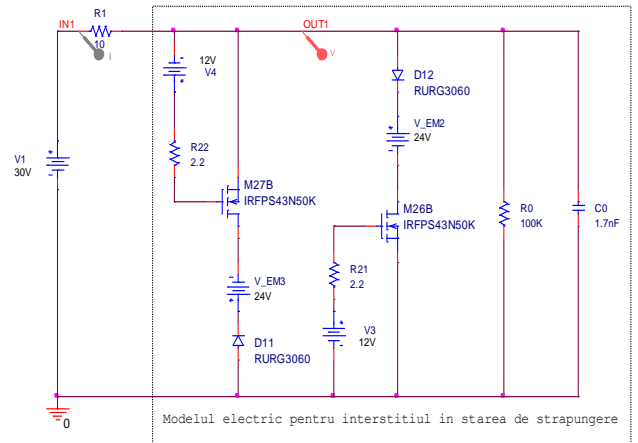 IN1
R1
10
I
OUT1
V
12V
V4
D12
RURG3060
V_EM2
24V
R22
2.2
V1
30V
M27B
IRFPS43N50K
M26B
IRFPS43N50K
R0
100K
C0
1.7nF
R21
2.2
V_EM3
24V
V3
12V
D11
RURG3060
0
Modelul electric pentru interstitiul in starea de strapungere